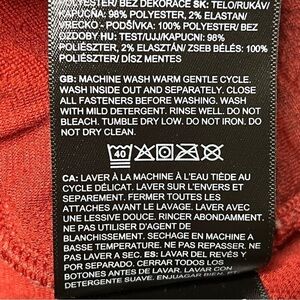 POLYESTER/ BEZ DEKORACE SK: TELO/RUKÁV/
KAPUCŇA: 98% POLYESTER, 2% ELASTAN/
VRECKO - PODŠÍVKA: 100% POLYESTER/ BEZ
OZDOBY HU: TEST/UJJ/KAPUCNI: 98%
POLIÉSZTER, 2% ELASZTÁN/ ZSEB BÉLÉS: 100%
POLIÉSZTER/ DÍSZ MENTES
GB: MACHINE WASH WARM GENTLE CYCLE.
WASH INSIDE OUT AND SEPARATELY. CLOSE
ALL FASTENERS BEFORE WASHING. WASH
WITH MILD DETERGENT. RINSE WELL. DO NOT
BLEACH. TUMBLE DRY LOW. DO NOT IRON. DO
NOT DRY CLEAN.
40
CA: LAVER À LA MACHINE À L'EAU TIÈDE AU
CYCLE DÉLICAT. LAVER SUR L'ENVERS ET
SÉPAREMENT. FERMER TOUTES LES
ATTACHES AVANT LE LAVAGE. LAVER AVEC
UNE LESSIVE DOUCE. RINCER ABONDAMMENT.
NE PAS UTILISER D'AGENT DE
BLANCHISSEMENT. SÉCHAGE EN MACHINE A
BASSE TEMPERATURE. NE PAS REPASSER. NE
PAS LAVER A SEC. ES: LAVAR DEL REVÉS Y
POR SEPARADO. CERRAR TODOS LOS
BOTONES ANTES DE LAVAR. LAVAR CON
DETERGENTE SUAVE. ENJUAGAR BIEN.